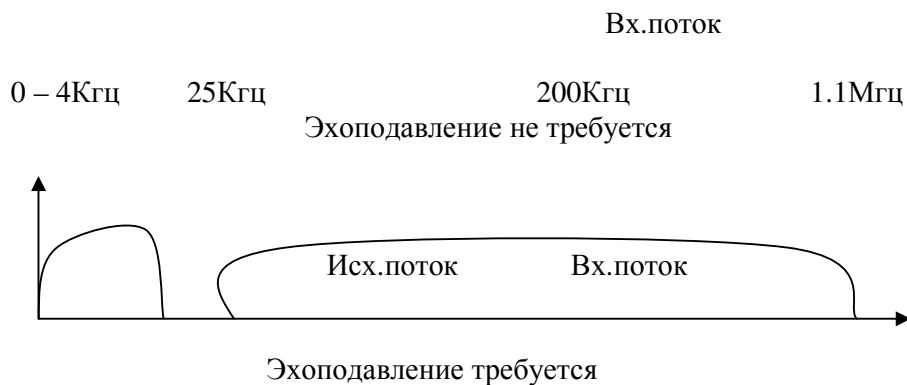 Вх.поток
0 – 4Кгц 25Кгц 200Кгц 1.1Мгц
Эхоподавление не требуется
Исх.поток Вх.поток
Эхоподавление требуется